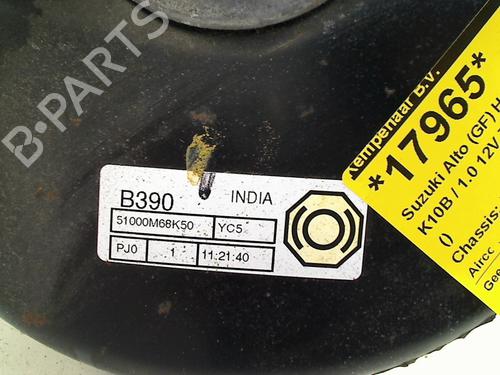 B-PARTS
B390 INDIA
51000M68K50 YC5
PJ0 1 11:21:40
Kempenaar B.V.
*17965*
Suzuki Alto (GF) H
K10B / 1.0 12V
()
Chassis:
Airco